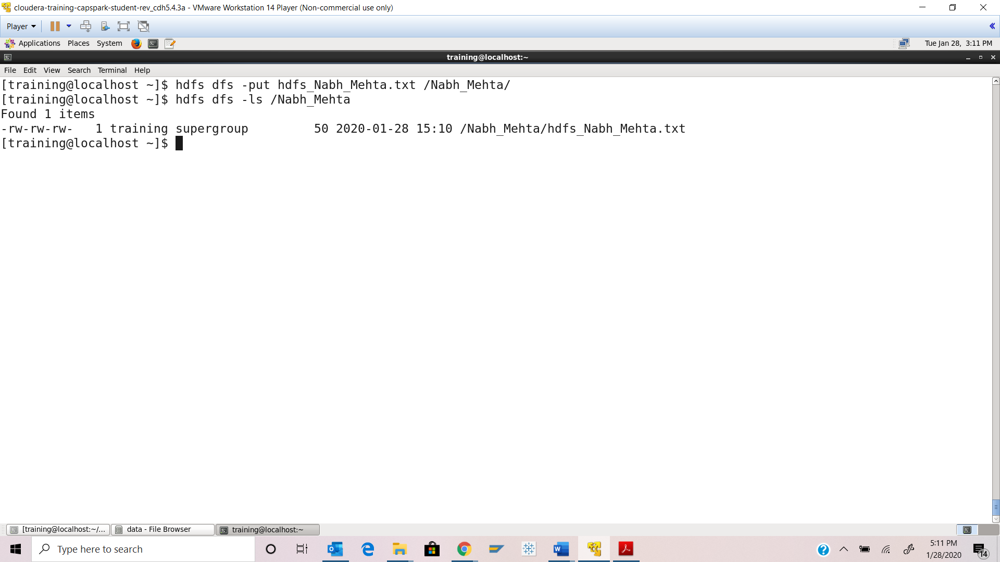 cloudera-training-capspark-student-rev_cdh5.4.3a - VMware Workstation 14 Player (Non-commercial use only)
Player
Applications Places System Tue Jan 28, 3:11 PM
training@localhost:~
File Edit View Search Terminal Help
[training@localhost ~]$ hdfs dfs -put hdfs_Nabh_Mehta.txt /Nabh_Mehta/
[training@localhost ~]$ hdfs dfs -ls /Nabh_Mehta
Found 1 items
-rw-rw-rw-   1 training supergroup         50 2020-01-28 15:10 /Nabh_Mehta/hdfs_Nabh_Mehta.txt
[training@localhost ~]$
[training@localhost:~/... data - File Browser training@localhost:~
Type here to search
5:11 PM
1/28/2020
14